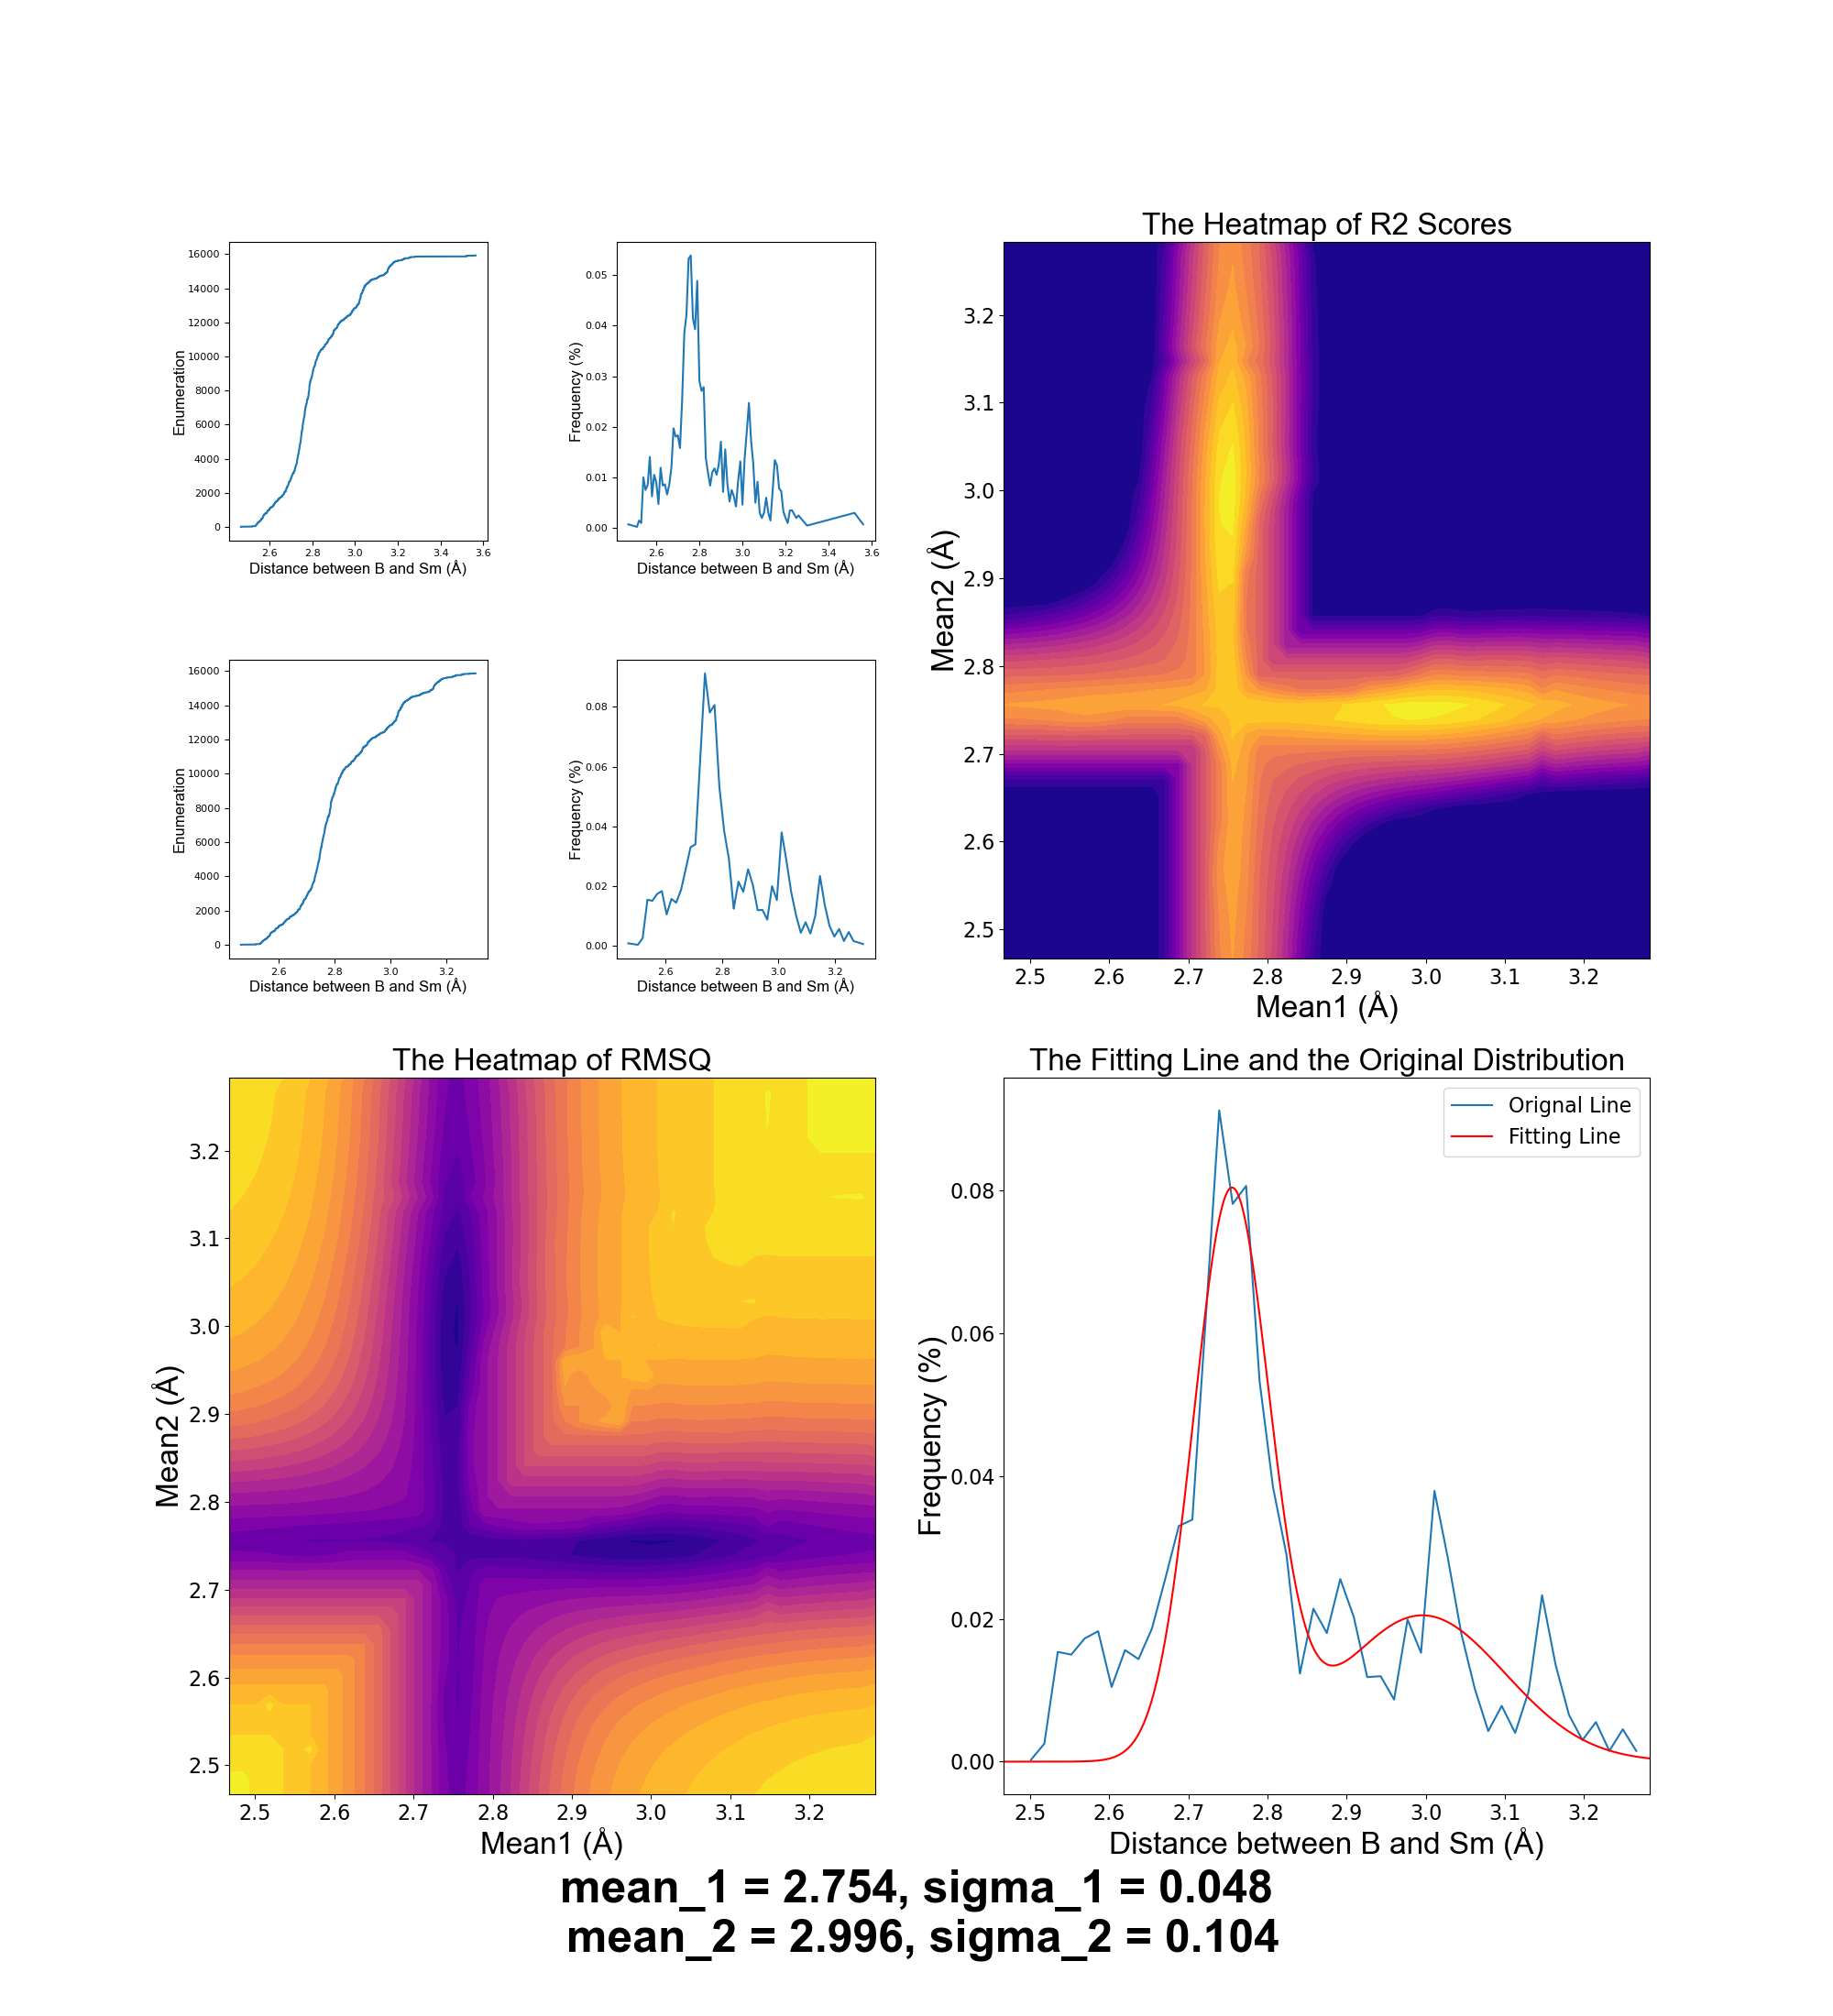 16000
14000
12000
10000
8000
6000
4000
2000
0
Enumeration
2.6 2.8 3.0 3.2 3.4 3.6
Distance between B and Sm (Å)
0.05
0.04
0.03
0.02
0.01
0.00
Frequency (%)
2.6 2.8 3.0 3.2 3.4 3.6
Distance between B and Sm (Å)
16000
14000
12000
10000
8000
6000
4000
2000
0
Enumeration
2.6 2.8 3.0 3.2
Distance between B and Sm (Å)
0.08
0.06
0.04
0.02
0.00
Frequency (%)
2.6 2.8 3.0 3.2
Distance between B and Sm (Å)
The Heatmap of R2 Scores
3.2
3.1
3.0
2.9
2.8
2.7
2.6
2.5
Mean2 (Å)
2.5 2.6 2.7 2.8 2.9 3.0 3.1 3.2
Mean1 (Å)
The Heatmap of RMSQ
3.2
3.1
3.0
2.9
2.8
2.7
2.6
2.5
Mean2 (Å)
2.5 2.6 2.7 2.8 2.9 3.0 3.1 3.2
Mean1 (Å)
The Fitting Line and the Original Distribution
Orignal Line
Fitting Line
0.08
0.06
0.04
0.02
0.00
Frequency (%)
2.5 2.6 2.7 2.8 2.9 3.0 3.1 3.2
Distance between B and Sm (Å)
mean_1 = 2.754, sigma_1 = 0.048
mean_2 = 2.996, sigma_2 = 0.104